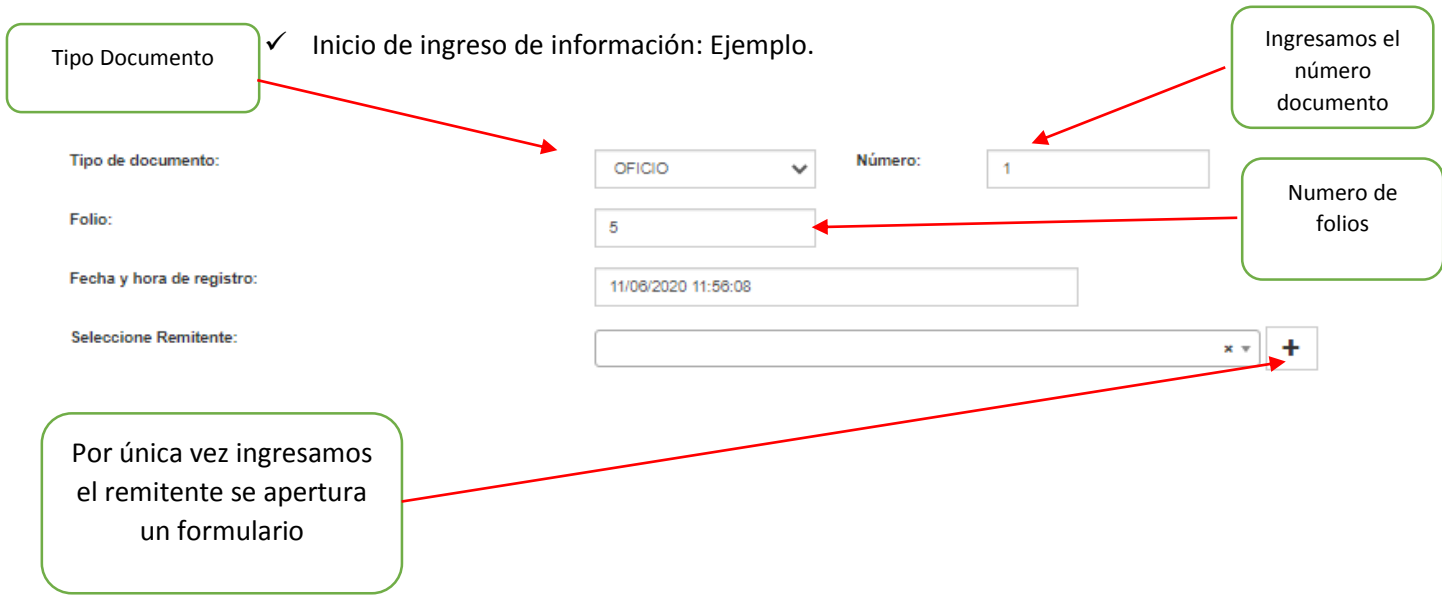 Tipo Documento
✓ Inicio de ingreso de información: Ejemplo.
Ingresamos el
número
documento
Tipo de documento:
OFICIO
Número:
1
Numero de
folios
Folio:
5
Fecha y hora de registro:
11/06/2020 11:56:08
Seleccione Remitente:
× ▾
+
Por única vez ingresamos
el remitente se apertura
un formulario